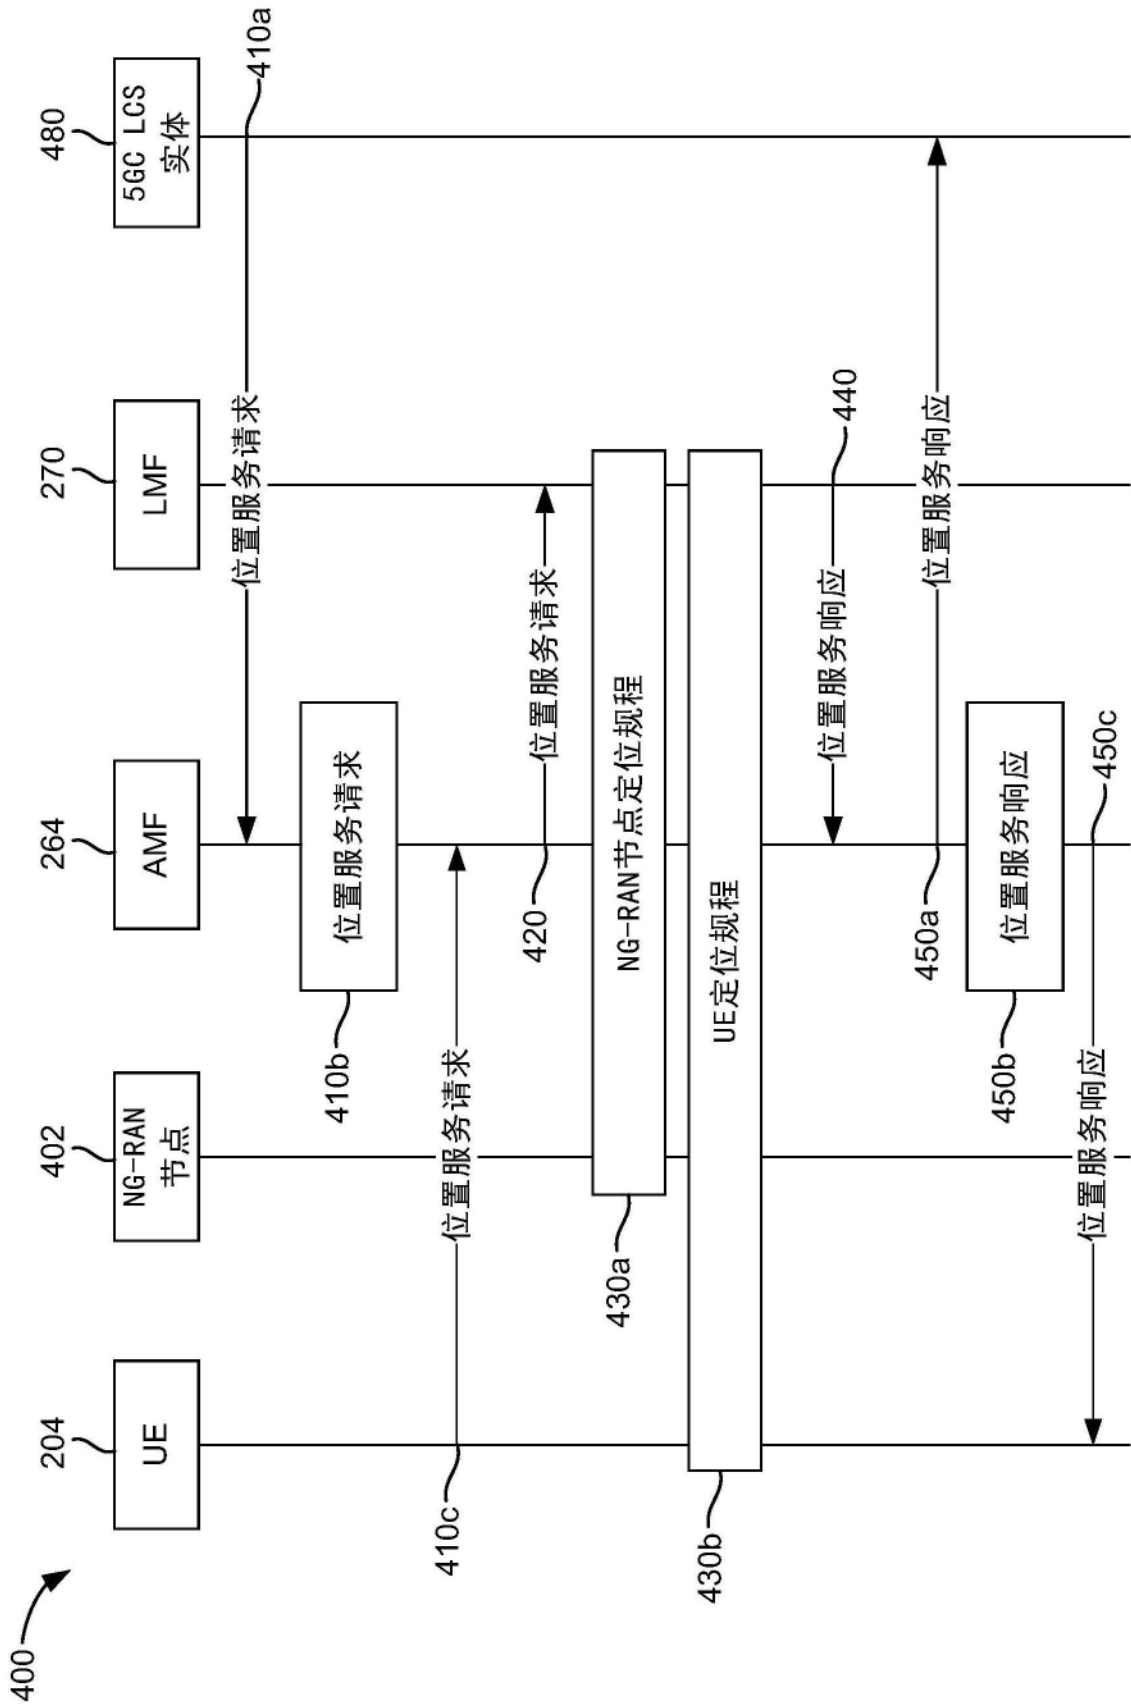 400
204
402
264
270
480
UE
NG-RAN
节点
AMF
LMF
5GC LCS
实体
位置服务请求
410a
410b
位置服务请求
410c
位置服务请求
420
位置服务请求
430a
NG-RAN节点定位规程
430b
UE定位规程
位置服务响应
440
450a
位置服务响应
450b
位置服务响应
位置服务响应
450c